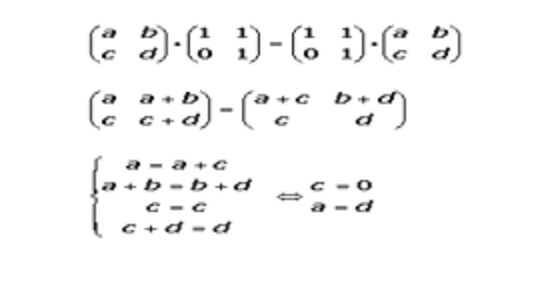 (a b; c d) · (1 1; 0 1) = (1 1; 0 1) · (a b; c d)
(a a + b; c c + d) = (a + c b + d; c d)
a = a + c
a + b = b + d
c = c
c + d = d
⇔ c = 0
a = d